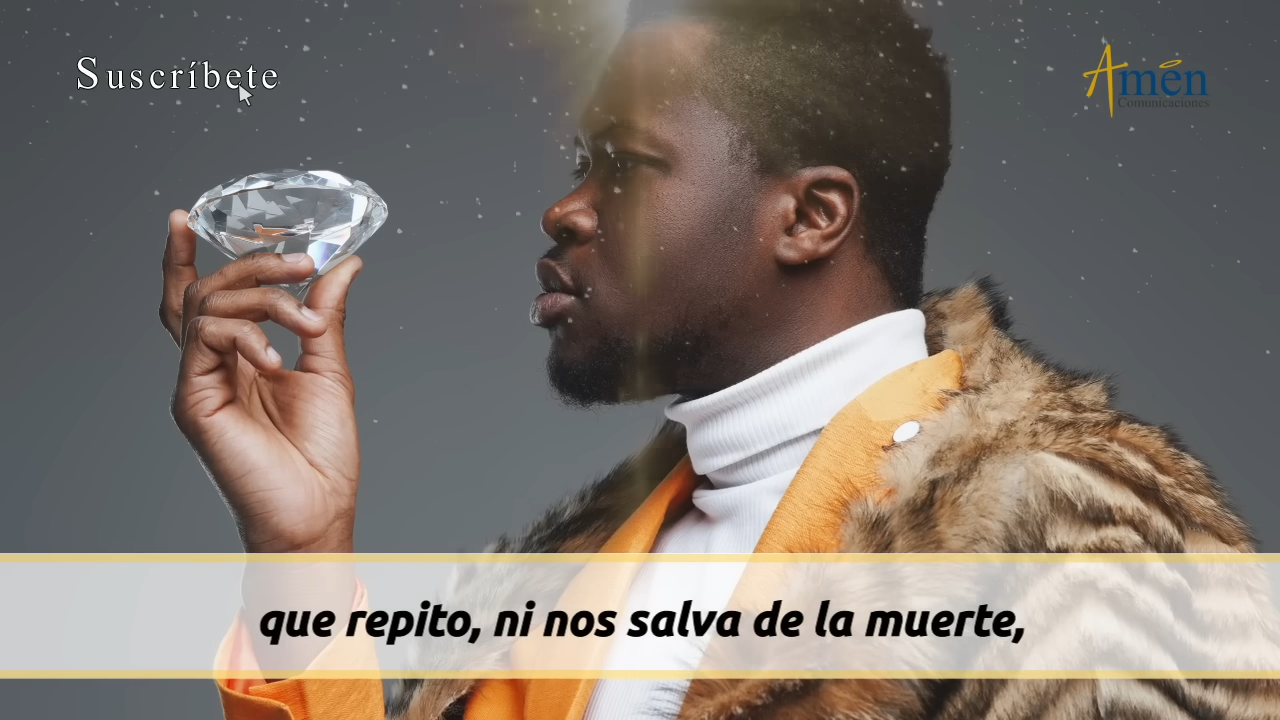 Suscríbete
Amén
Comunicaciones
que repito, ni nos salva de la muerte,